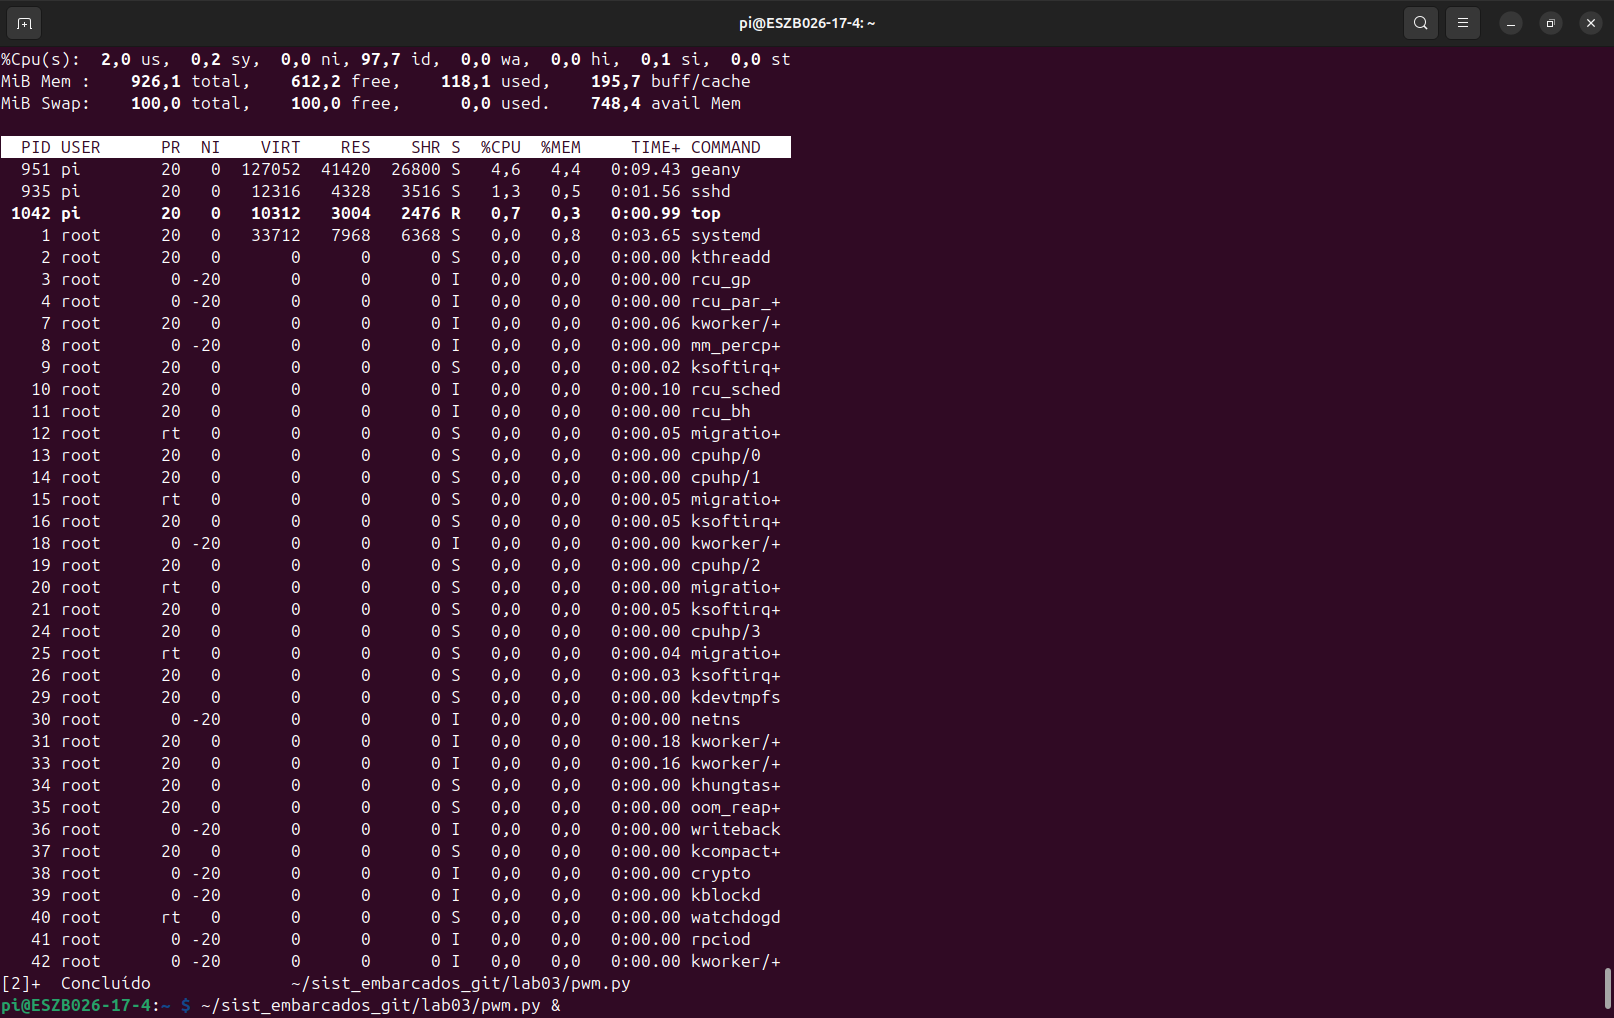 pi@ESZB026-17-4: ~
%Cpu(s):  2,0 us,  0,2 sy,  0,0 ni, 97,7 id,  0,0 wa,  0,0 hi,  0,1 si,  0,0 st
MiB Mem :    926,1 total,    612,2 free,    118,1 used,    195,7 buff/cache
MiB Swap:    100,0 total,    100,0 free,      0,0 used.    748,4 avail Mem
  PID USER      PR  NI    VIRT    RES    SHR S  %CPU  %MEM     TIME+ COMMAND
  951 pi        20   0  127052  41420  26800 S   4,6   4,4   0:09.43 geany
  935 pi        20   0   12316   4328   3516 S   1,3   0,5   0:01.56 sshd
 1042 pi        20   0   10312   3004   2476 R   0,7   0,3   0:00.99 top
    1 root      20   0   33712   7968   6368 S   0,0   0,8   0:03.65 systemd
    2 root      20   0       0      0      0 S   0,0   0,0   0:00.00 kthreadd
    3 root       0 -20       0      0      0 I   0,0   0,0   0:00.00 rcu_gp
    4 root       0 -20       0      0      0 I   0,0   0,0   0:00.00 rcu_par_+
    7 root      20   0       0      0      0 I   0,0   0,0   0:00.06 kworker/+
    8 root       0 -20       0      0      0 I   0,0   0,0   0:00.00 mm_percp+
    9 root      20   0       0      0      0 S   0,0   0,0   0:00.02 ksoftirq+
   10 root      20   0       0      0      0 I   0,0   0,0   0:00.10 rcu_sched
   11 root      20   0       0      0      0 I   0,0   0,0   0:00.00 rcu_bh
   12 root      rt   0       0      0      0 S   0,0   0,0   0:00.05 migratio+
   13 root      20   0       0      0      0 S   0,0   0,0   0:00.00 cpuhp/0
   14 root      20   0       0      0      0 S   0,0   0,0   0:00.00 cpuhp/1
   15 root      rt   0       0      0      0 S   0,0   0,0   0:00.05 migratio+
   16 root      20   0       0      0      0 S   0,0   0,0   0:00.05 ksoftirq+
   18 root       0 -20       0      0      0 I   0,0   0,0   0:00.00 kworker/+
   19 root      20   0       0      0      0 S   0,0   0,0   0:00.00 cpuhp/2
   20 root      rt   0       0      0      0 S   0,0   0,0   0:00.00 migratio+
   21 root      20   0       0      0      0 S   0,0   0,0   0:00.05 ksoftirq+
   24 root      20   0       0      0      0 S   0,0   0,0   0:00.00 cpuhp/3
   25 root      rt   0       0      0      0 S   0,0   0,0   0:00.04 migratio+
   26 root      20   0       0      0      0 S   0,0   0,0   0:00.03 ksoftirq+
   29 root      20   0       0      0      0 S   0,0   0,0   0:00.00 kdevtmpfs
   30 root       0 -20       0      0      0 I   0,0   0,0   0:00.00 netns
   31 root      20   0       0      0      0 I   0,0   0,0   0:00.18 kworker/+
   33 root      20   0       0      0      0 I   0,0   0,0   0:00.16 kworker/+
   34 root      20   0       0      0      0 S   0,0   0,0   0:00.00 khungtas+
   35 root      20   0       0      0      0 S   0,0   0,0   0:00.00 oom_reap+
   36 root       0 -20       0      0      0 I   0,0   0,0   0:00.00 writeback
   37 root      20   0       0      0      0 S   0,0   0,0   0:00.00 kcompact+
   38 root       0 -20       0      0      0 I   0,0   0,0   0:00.00 crypto
   39 root       0 -20       0      0      0 I   0,0   0,0   0:00.00 kblockd
   40 root      rt   0       0      0      0 S   0,0   0,0   0:00.00 watchdogd
   41 root       0 -20       0      0      0 I   0,0   0,0   0:00.00 rpciod
   42 root       0 -20       0      0      0 I   0,0   0,0   0:00.00 kworker/+
[2]+  Concluído              ~/sist_embarcados_git/lab03/pwm.py
pi@ESZB026-17-4:~ $ ~/sist_embarcados_git/lab03/pwm.py &